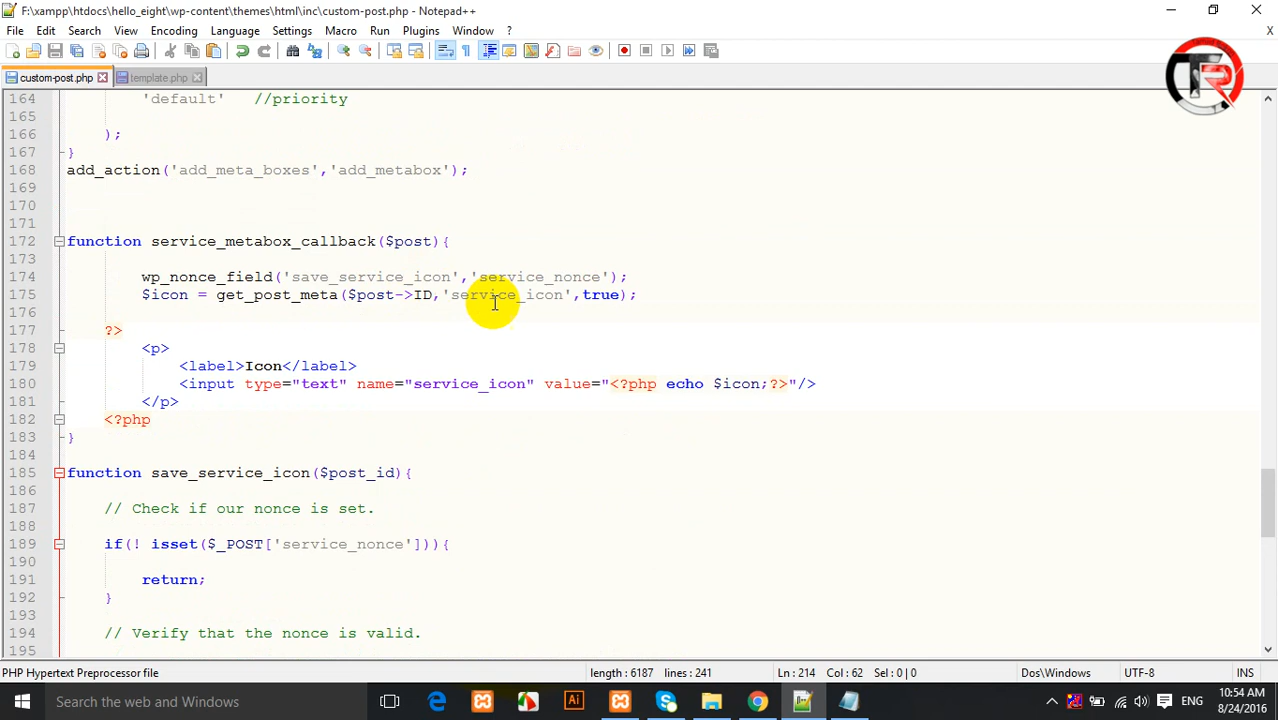 F:\xampp\htdocs\hello_eight\wp-content\themes\html\inc\custom-post.php - Notepad++
File Edit Search View Encoding Language Settings Macro Run Plugins Window ? X
custom-post.php template.php
164 'default' //priority
165
166 );
167 }
168 add_action('add_meta_boxes','add_metabox');
169
170
171
172 function service_metabox_callback($post){
173
174 wp_nonce_field('save_service_icon','service_nonce');
175 $icon = get_post_meta($post->ID,'service_icon',true);
176
177 ?>
178 <p>
179 <label>Icon</label>
180 <input type="text" name="service_icon" value="<?php echo $icon;?>"/>
181 </p>
182 <?php
183 }
184
185 function save_service_icon($post_id){
186
187 // Check if our nonce is set.
188
189 if(! isset($_POST['service_nonce'])){
190
191 return;
192 }
193
194 // Verify that the nonce is valid.
195
PHP Hypertext Preprocessor file length : 6187 lines : 241 Ln : 214 Col : 62 Sel : 0 | 0 Dos\Windows UTF-8 INS
Search the web and Windows ENG 10:54 AM
8/24/2016